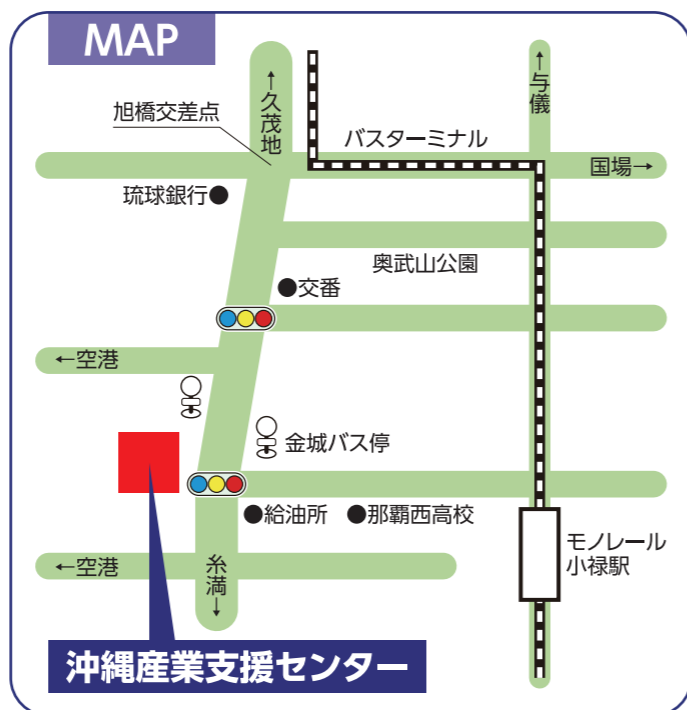 MAP
↑久茂地
↑与儀
旭橋交差点
バスターミナル
国場→
琉球銀行●
奥武山公園
●交番
←空港
金城バス停
●給油所 ●那覇西高校
モノレール
小禄駅
←空港
糸満↓
沖縄産業支援センター